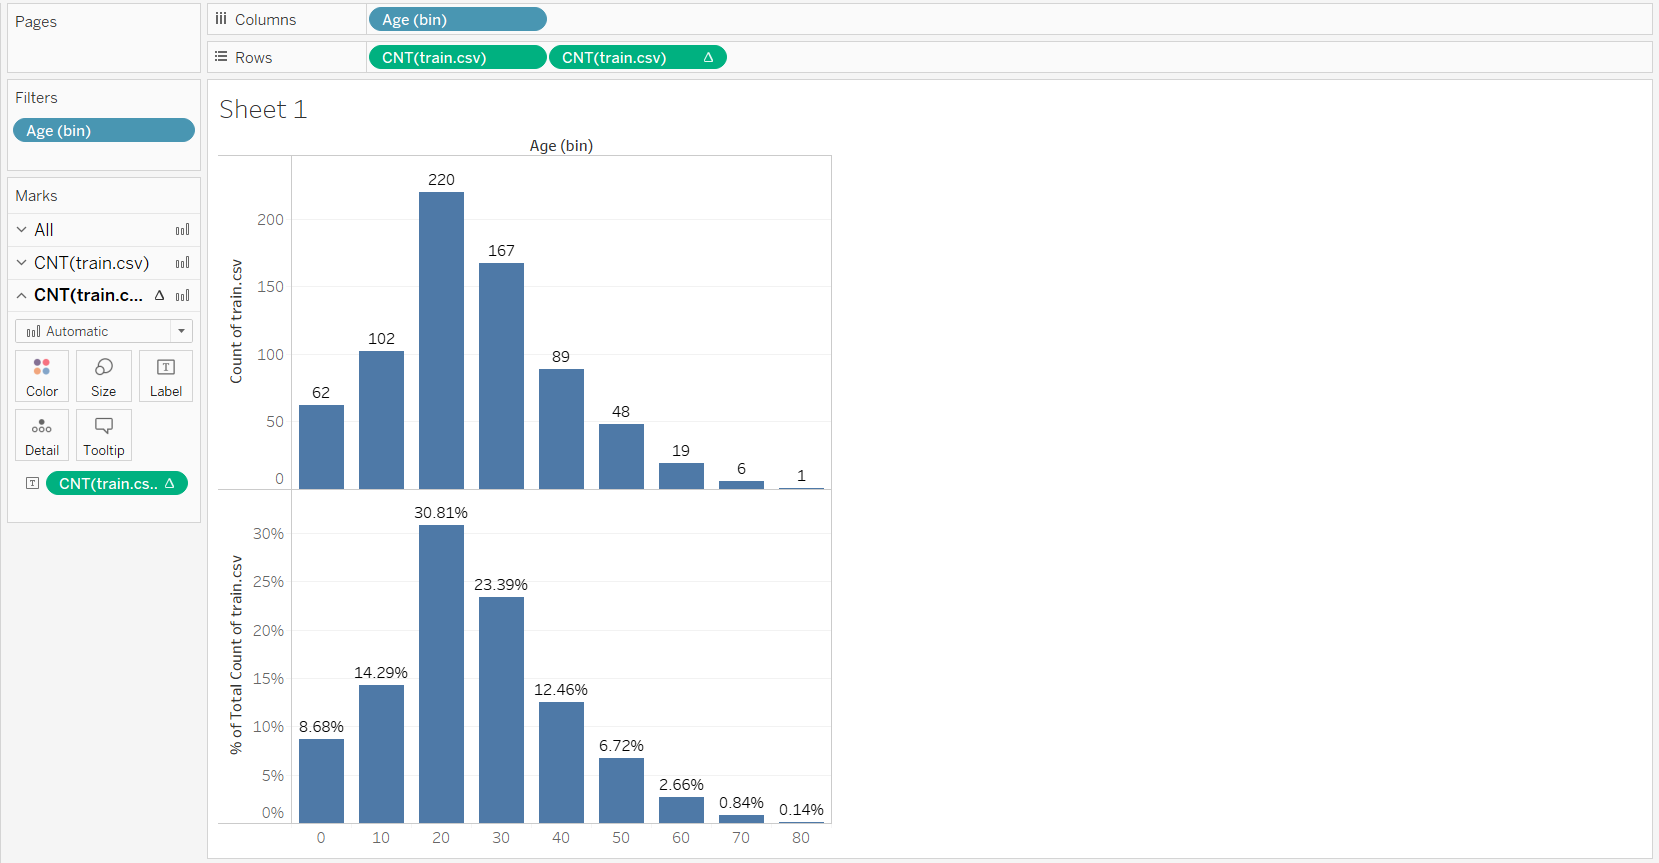 Pages
Columns
Age (bin)
Rows
CNT(train.csv)
CNT(train.csv) Δ
Filters
Age (bin)
Marks
All
CNT(train.csv)
CNT(train.c... Δ
Automatic
Color
Size
T
Label
Detail
Tooltip
T
CNT(train.cs.. Δ
Sheet 1
Age (bin)
Count of train.csv
200
150
100
50
0
62
102
220
167
89
48
19
6
1
% of Total Count of train.csv
30%
25%
20%
15%
10%
5%
0%
8.68%
14.29%
30.81%
23.39%
12.46%
6.72%
2.66%
0.84%
0.14%
0
10
20
30
40
50
60
70
80